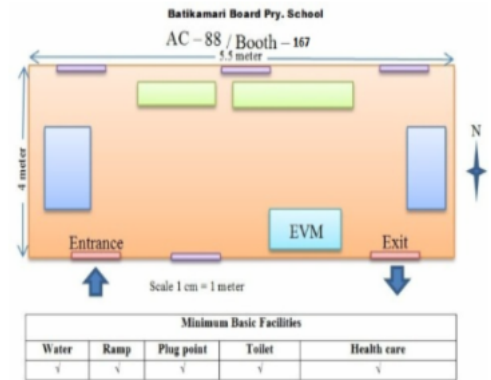 Batikamari Board Pry. School
AC – 88 / Booth – 167
5.5 meter
4 meter
N
EVM
Entrance
Exit
Scale 1 cm = 1 meter
Minimum Basic Facilities
Water Ramp Plug point Toilet Health care
√ √ √ √ √